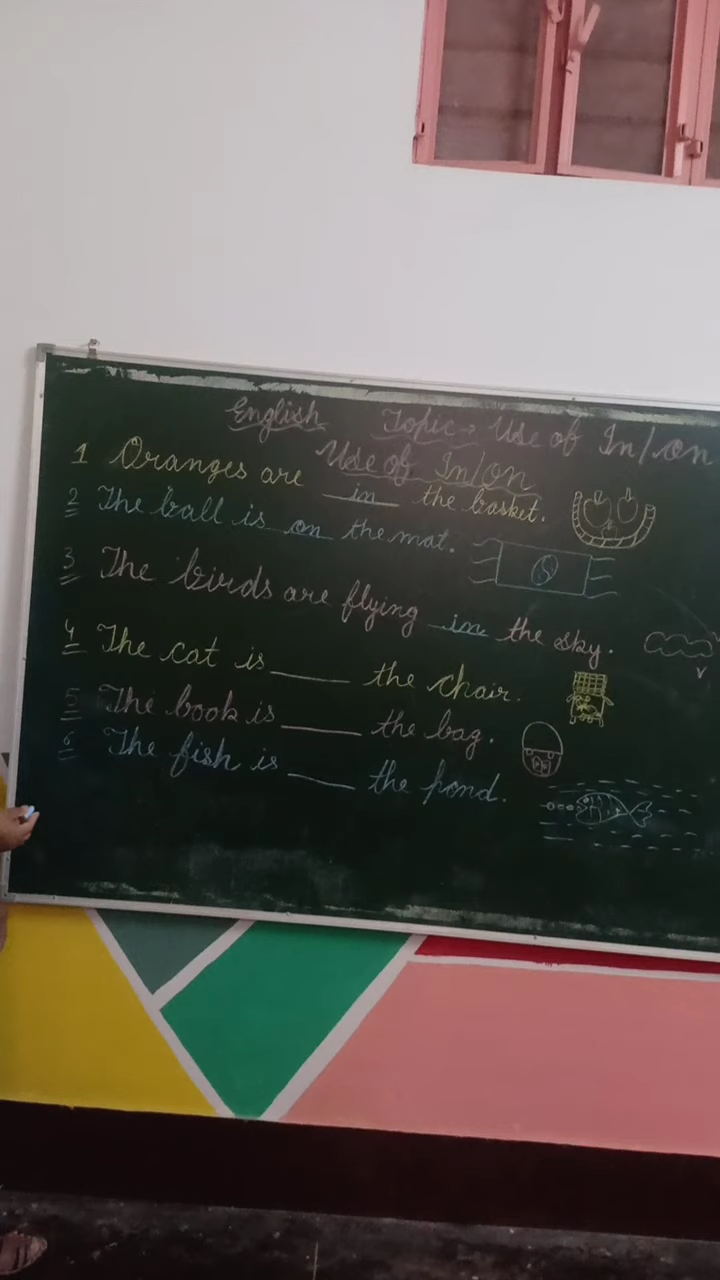 English Topic → Use of In/on
Use of In/on
1 Oranges are in the basket.
2 The ball is on the mat.
3 The birds are flying in the sky.
4 The cat is ____ the chair.
5 The book is ____ the bag.
6 The fish is ____ the pond.